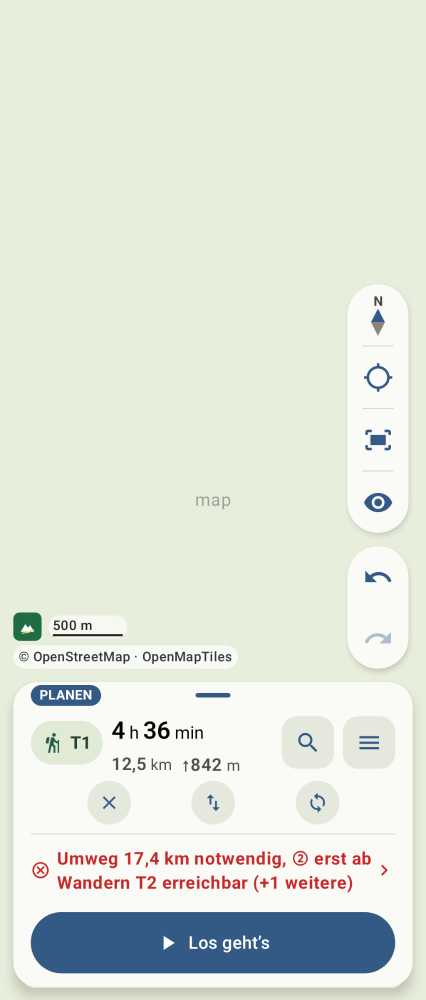 N
map
500 m
© OpenStreetMap · OpenMapTiles
PLANEN
T1
4 h 36 min
12,5 km ↑842 m
Umweg 17,4 km notwendig, ② erst ab
Wandern T2 erreichbar (+1 weitere)
Los geht's